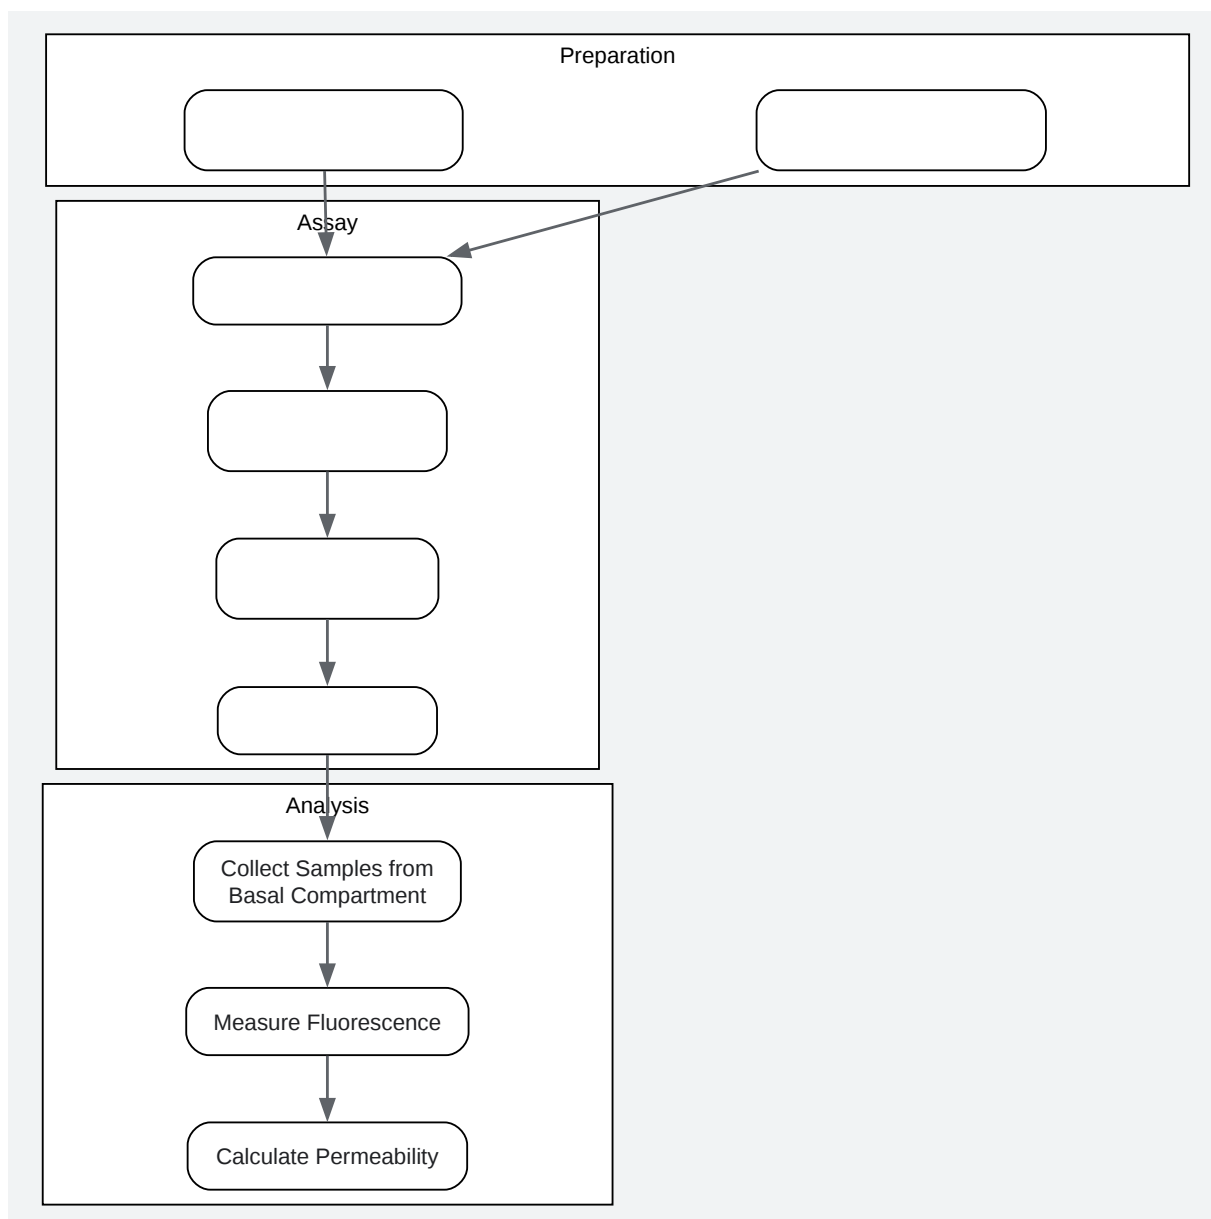 Preparation
Assay
Analysis
Collect Samples from
Basal Compartment
Measure Fluorescence
Calculate Permeability